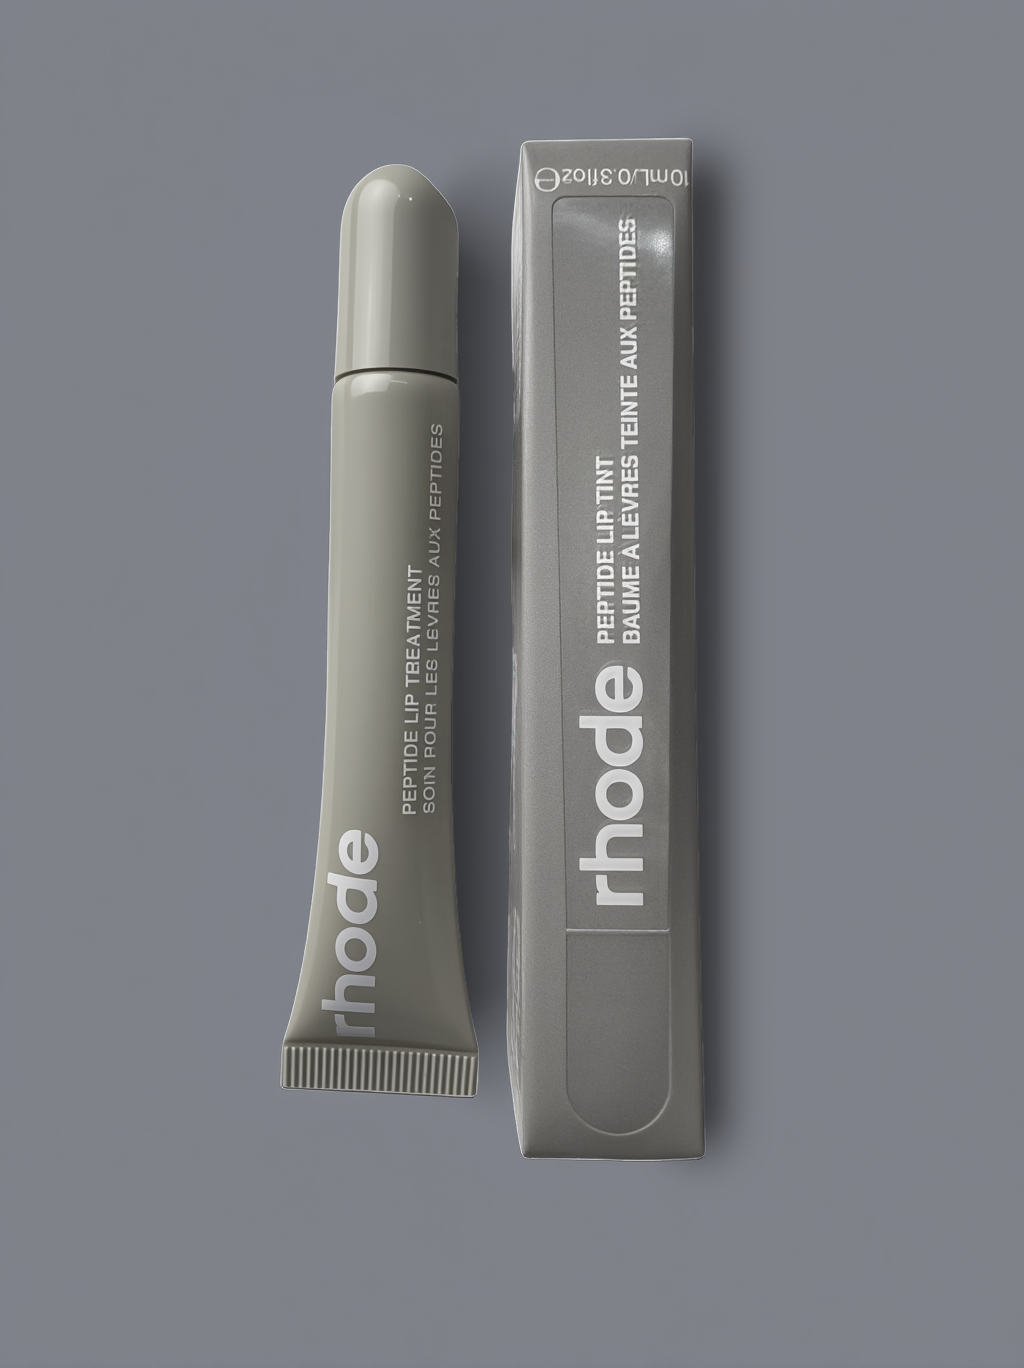 rhode
PEPTIDE LIP TREATMENT
SOIN POUR LES LÈVRES AUX PEPTIDES
10mL/0.3floz℮
rhode
PEPTIDE LIP TINT
BAUME À LÈVRES TEINTE AUX PEPTIDES